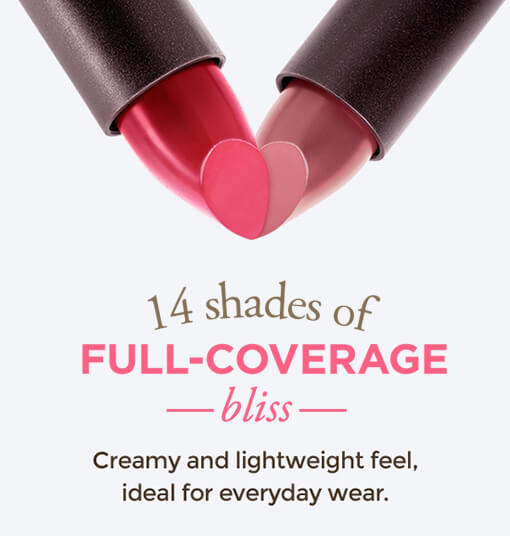 14 shades of
FULL-COVERAGE
bliss
Creamy and lightweight feel,
ideal for everyday wear.